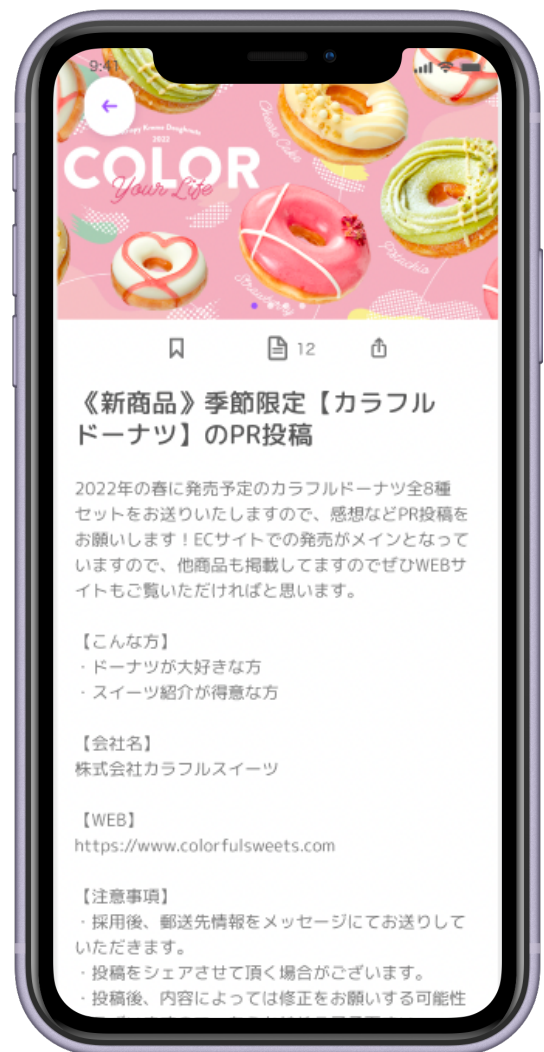 9:41
Krispy Kreme Doughnuts
2022
COLOR
Your Life
Cheese Cake
Pistachio
12
《新商品》季節限定【カラフル
ドーナツ】のPR投稿
2022年の春に発売予定のカラフルドーナツ全8種
セットをお送りいたしますので、感想などPR投稿を
お願いします！ECサイトでの発売がメインとなって
いますので、他商品も掲載してますのでぜひWEBサ
イトもご覧いただければと思います。
【こんな方】
・ドーナツが大好きな方
・スイーツ紹介が得意な方
【会社名】
株式会社カラフルスイーツ
【WEB】
https://www.colorfulsweets.com
【注意事項】
・採用後、郵送先情報をメッセージにてお送りして
いただきます。
・投稿をシェアさせて頂く場合がございます。
・投稿後、内容によっては修正をお願いする可能性